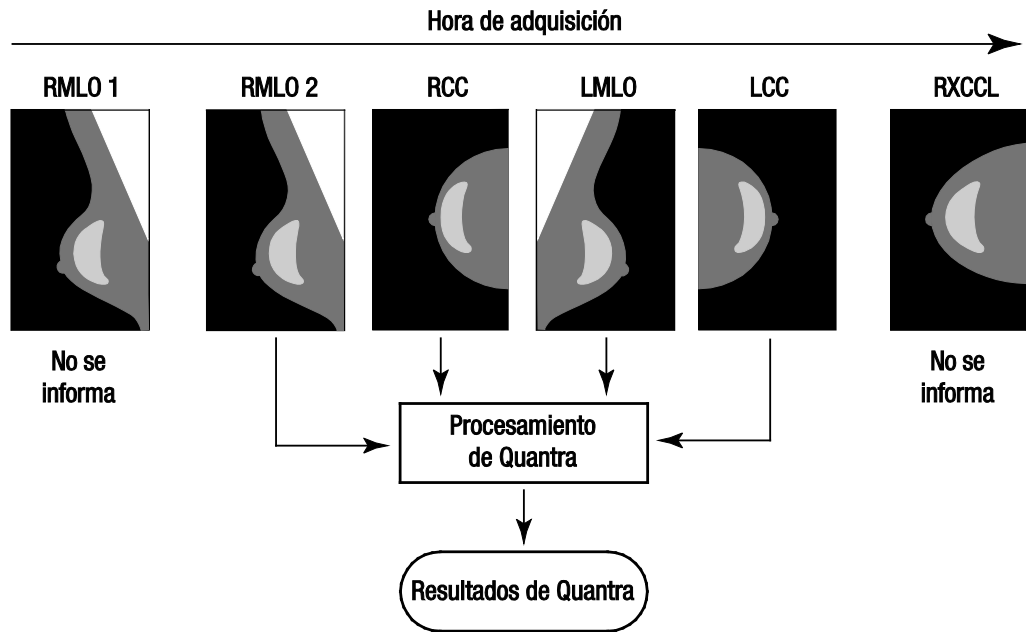 Hora de adquisición
RMLO 1
RMLO 2
RCC
LMLO
LCC
RXCCL
No se
informa
No se
informa
Procesamiento
de Quantra
Resultados de Quantra